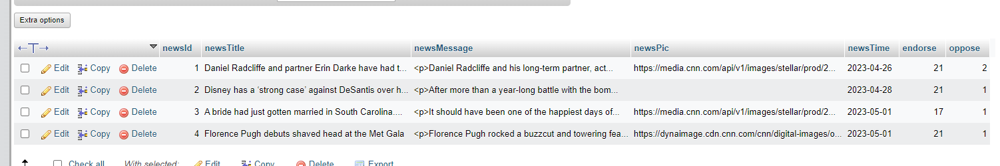 Extra options
newsId newsTitle newsMessage newsPic newsTime endorse oppose
Edit Copy Delete 1 Daniel Radcliffe and partner Erin Darke have had t... <p>Daniel Radcliffe and his long-term partner, act... https://media.cnn.com/api/v1/images/stellar/prod/2... 2023-04-26 21 2
Edit Copy Delete 2 Disney has a ‘strong case’ against DeSantis over h... <p>After more than a year-long battle with the bom... 2023-04-28 21 1
Edit Copy Delete 3 A bride had just gotten married in South Carolina.... <p>It should have been one of the happiest days of... https://media.cnn.com/api/v1/images/stellar/prod/2... 2023-05-01 17 1
Edit Copy Delete 4 Florence Pugh debuts shaved head at the Met Gala <p>Florence Pugh rocked a buzzcut and towering fea... https://dynaimage.cdn.cnn.com/cnn/digital-images/o... 2023-05-01 21 1
Check all With selected: Edit Copy Delete Export